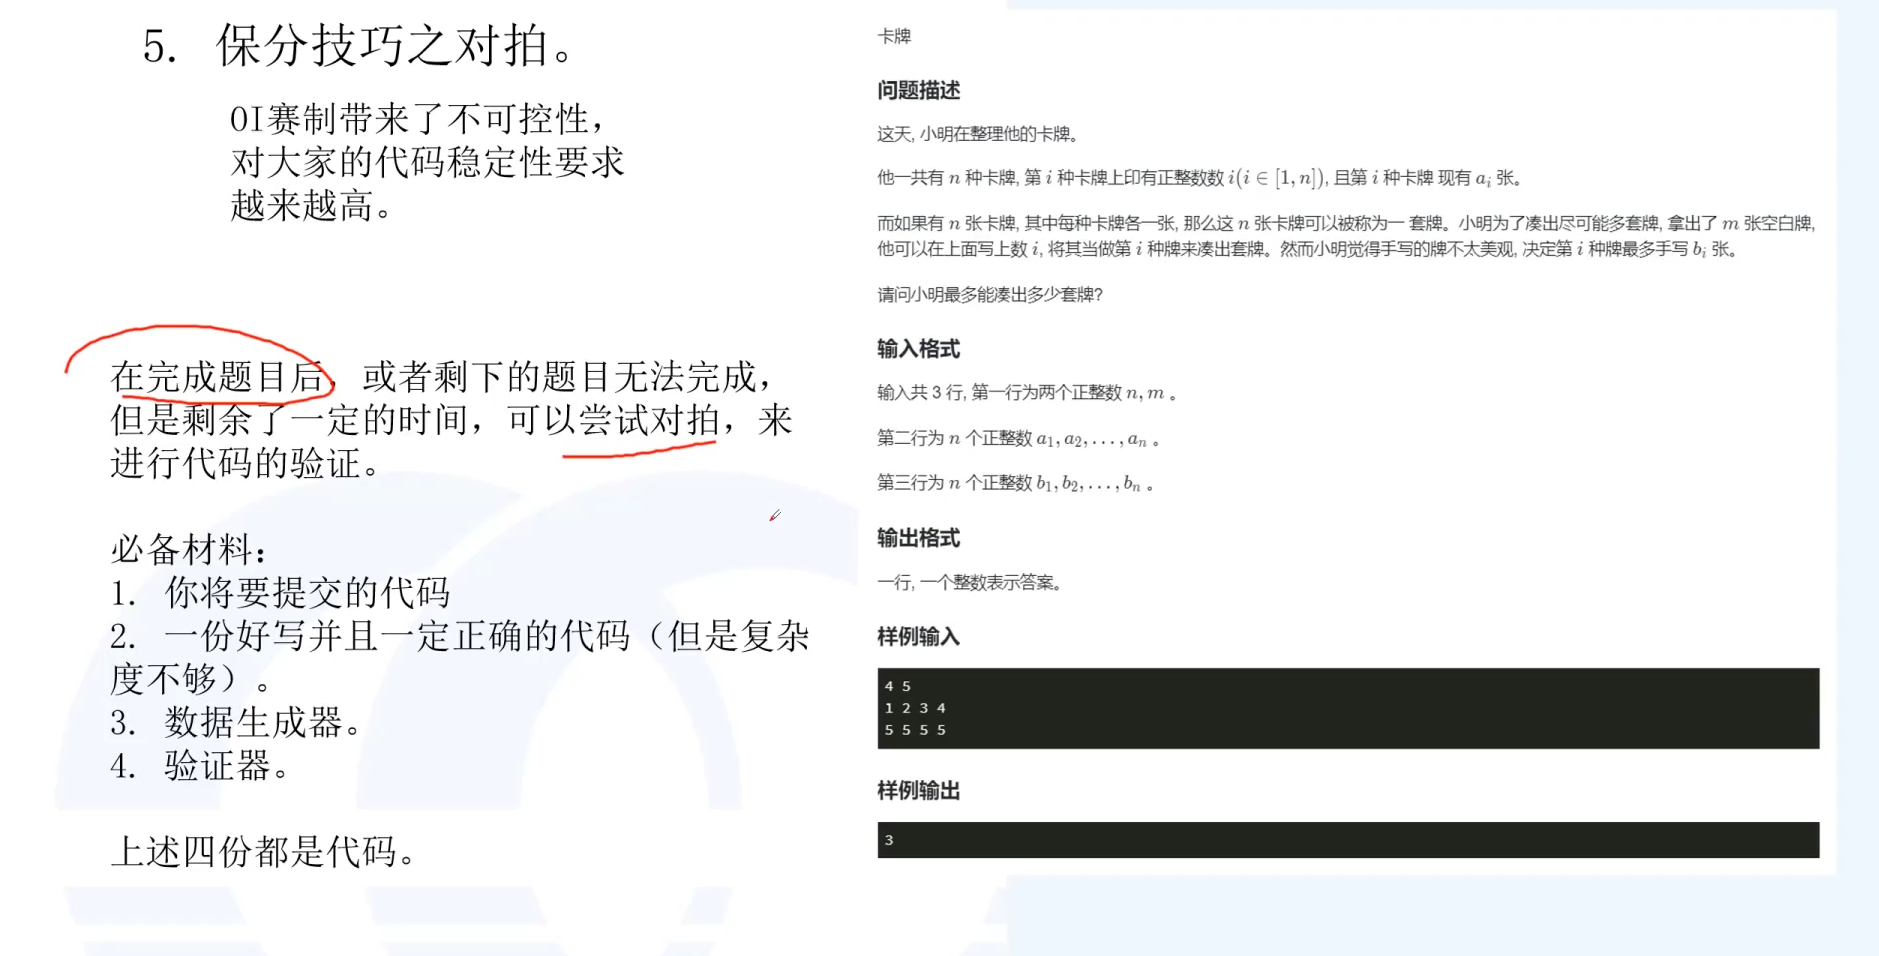 5. 保分技巧之对拍。
OI赛制带来了不可控性，
对大家的代码稳定性要求
越来越高。
在完成题目后，或者剩下的题目无法完成，
但是剩余了一定的时间，可以尝试对拍，来
进行代码的验证。
必备材料：
1. 你将要提交的代码
2. 一份好写并且一定正确的代码（但是复杂
度不够）。
3. 数据生成器。
4. 验证器。
上述四份都是代码。
卡牌
问题描述
这天, 小明在整理他的卡牌。
他一共有 n 种卡牌, 第 i 种卡牌上印有正整数数 i(i ∈ [1, n]), 且第 i 种卡牌 现有 a_i 张。
而如果有 n 张卡牌, 其中每种卡牌各一张, 那么这 n 张卡牌可以被称为一 套牌。小明为了凑出尽可能多套牌, 拿出了 m 张空白牌,
他可以在上面写上数 i, 将其当做第 i 种牌来凑出套牌。然而小明觉得手写的牌不太美观, 决定第 i 种牌最多手写 b_i 张。
请问小明最多能凑出多少套牌?
输入格式
输入共 3 行, 第一行为两个正整数 n, m 。
第二行为 n 个正整数 a_1, a_2, . . . , a_n 。
第三行为 n 个正整数 b_1, b_2, . . . , b_n 。
输出格式
一行, 一个整数表示答案。
样例输入
4 5
1 2 3 4
5 5 5 5
样例输出
3